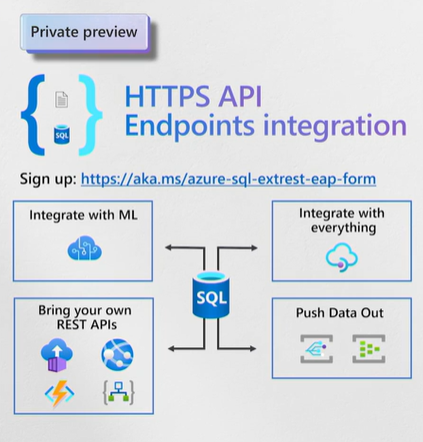 Private preview
HTTPS API
Endpoints integration
SQL
Sign up: https://aka.ms/azure-sql-extrest-eap-form
Integrate with ML
Integrate with
everything
SQL
Bring your own
REST APIs
Push Data Out